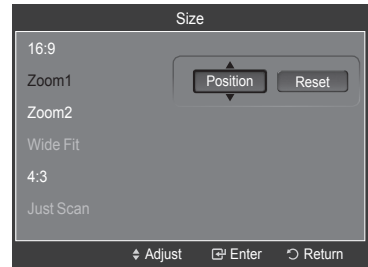 Size
16:9
Zoom1
Position Reset
Zoom2
Wide Fit
4:3
Just Scan
Adjust Enter Return